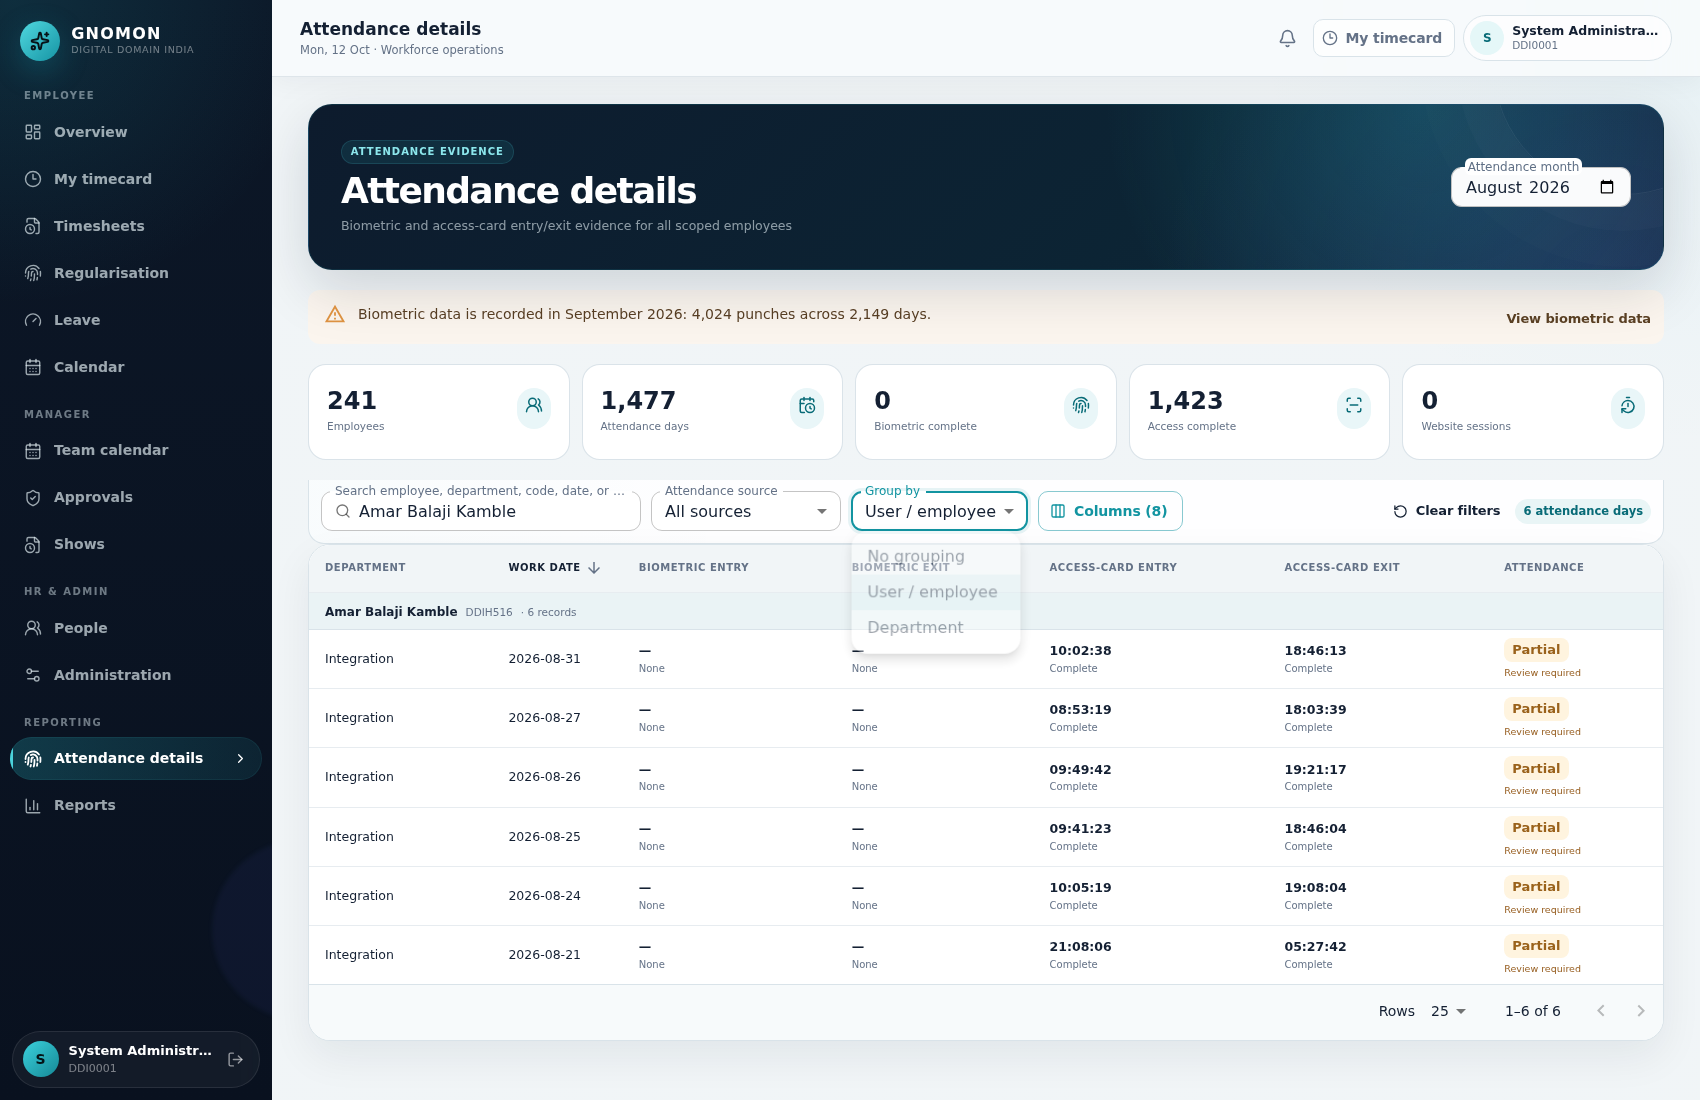 GNOMON
DIGITAL DOMAIN INDIA
EMPLOYEE
Overview
My timecard
Timesheets
Regularisation
Leave
Calendar
MANAGER
Team calendar
Approvals
Shows
HR & ADMIN
People
Administration
REPORTING
Attendance details
Reports
S
System Administr...
DDI0001
Attendance details
Mon, 12 Oct · Workforce operations
My timecard
S
System Administra...
DDI0001
ATTENDANCE EVIDENCE
Attendance details
Biometric and access-card entry/exit evidence for all scoped employees
Attendance month
August 2026
Biometric data is recorded in September 2026: 4,024 punches across 2,149 days.
View biometric data
241
Employees
1,477
Attendance days
0
Biometric complete
1,423
Access complete
0
Website sessions
Search employee, department, code, date, or ...
Amar Balaji Kamble
Attendance source
All sources
Group by
User / employee
Columns (8)
Clear filters
6 attendance days
No grouping
User / employee
Department
DEPARTMENT WORK DATE BIOMETRIC ENTRY BIOMETRIC EXIT ACCESS-CARD ENTRY ACCESS-CARD EXIT ATTENDANCE
Amar Balaji Kamble DDIH516 · 6 records
Integration 2026-08-31 — — 10:02:38 18:46:13 Partial
None None Complete Complete Review required
Integration 2026-08-27 — — 08:53:19 18:03:39 Partial
None None Complete Complete Review required
Integration 2026-08-26 — — 09:49:42 19:21:17 Partial
None None Complete Complete Review required
Integration 2026-08-25 — — 09:41:23 18:46:04 Partial
None None Complete Complete Review required
Integration 2026-08-24 — — 10:05:19 19:08:04 Partial
None None Complete Complete Review required
Integration 2026-08-21 — — 21:08:06 05:27:42 Partial
None None Complete Complete Review required
Rows 25 1–6 of 6